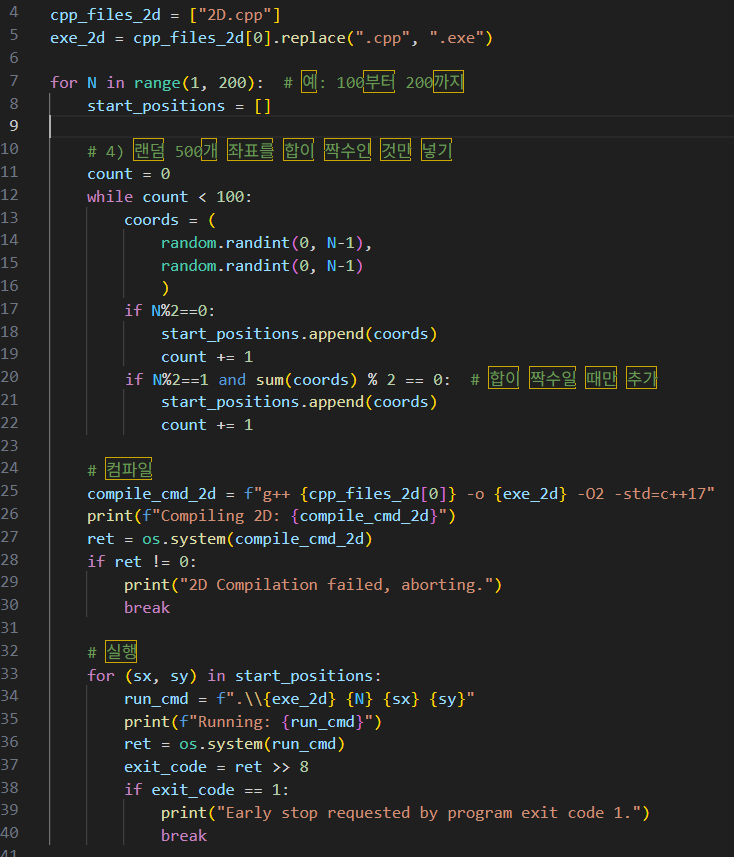 4 cpp_files_2d = ["2D.cpp"]
5 exe_2d = cpp_files_2d[0].replace(".cpp", ".exe")
6
7 for N in range(1, 200):  # 예: 100부터 200까지
8     start_positions = []
9
10     # 4) 랜덤 500개 좌표를 합이 짝수인 것만 넣기
11     count = 0
12     while count < 100:
13         coords = (
14             random.randint(0, N-1),
15             random.randint(0, N-1)
16             )
17         if N%2==0:
18             start_positions.append(coords)
19             count += 1
20         if N%2==1 and sum(coords) % 2 == 0:  # 합이 짝수일 때만 추가
21             start_positions.append(coords)
22             count += 1
23
24     # 컴파일
25     compile_cmd_2d = f"g++ {cpp_files_2d[0]} -o {exe_2d} -O2 -std=c++17"
26     print(f"Compiling 2D: {compile_cmd_2d}")
27     ret = os.system(compile_cmd_2d)
28     if ret != 0:
29         print("2D Compilation failed, aborting.")
30         break
31
32     # 실행
33     for (sx, sy) in start_positions:
34         run_cmd = f".\\{exe_2d} {N} {sx} {sy}"
35         print(f"Running: {run_cmd}")
36         ret = os.system(run_cmd)
37         exit_code = ret >> 8
38         if exit_code == 1:
39             print("Early stop requested by program exit code 1.")
40             break
41